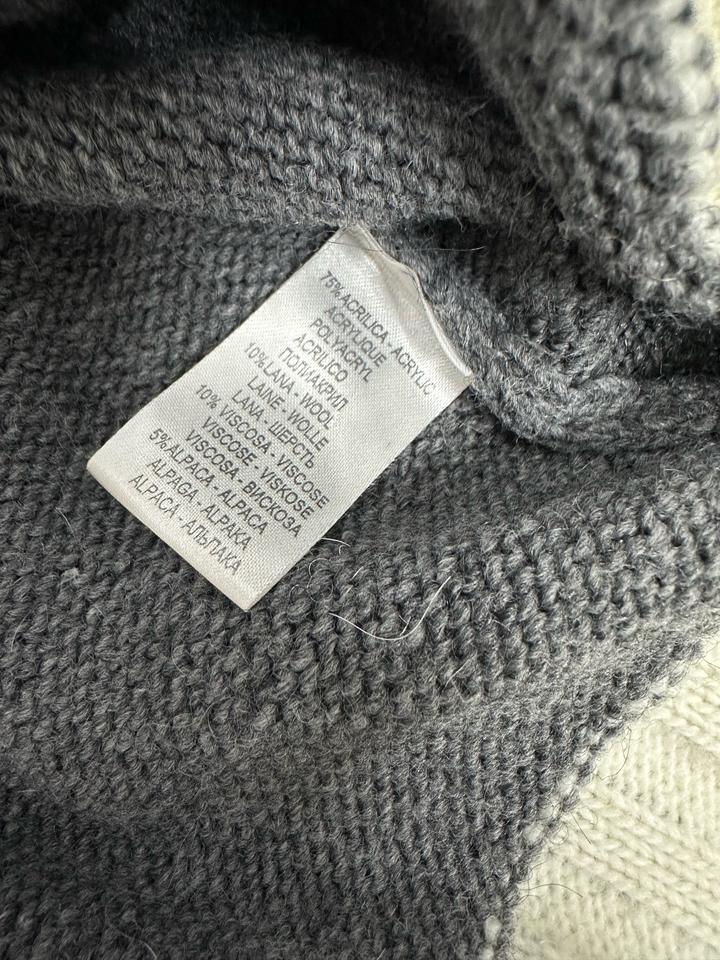 75% ACRILICA - ACRYLIC
ACRYLIQUE
POLYACRYL
ACRILICO
ПОЛИАКРИЛ
10% LANA - WOOL
LAINE - WOLLE
LANA - ШЕРСТЬ
10% VISCOSA - VISCOSE
VISCOSE - VISKOSE
VISCOSA - ВИСКОЗА
5% ALPACA - ALPACA
ALPAGA - ALPAKA
ALPACA - АЛЬПАКА